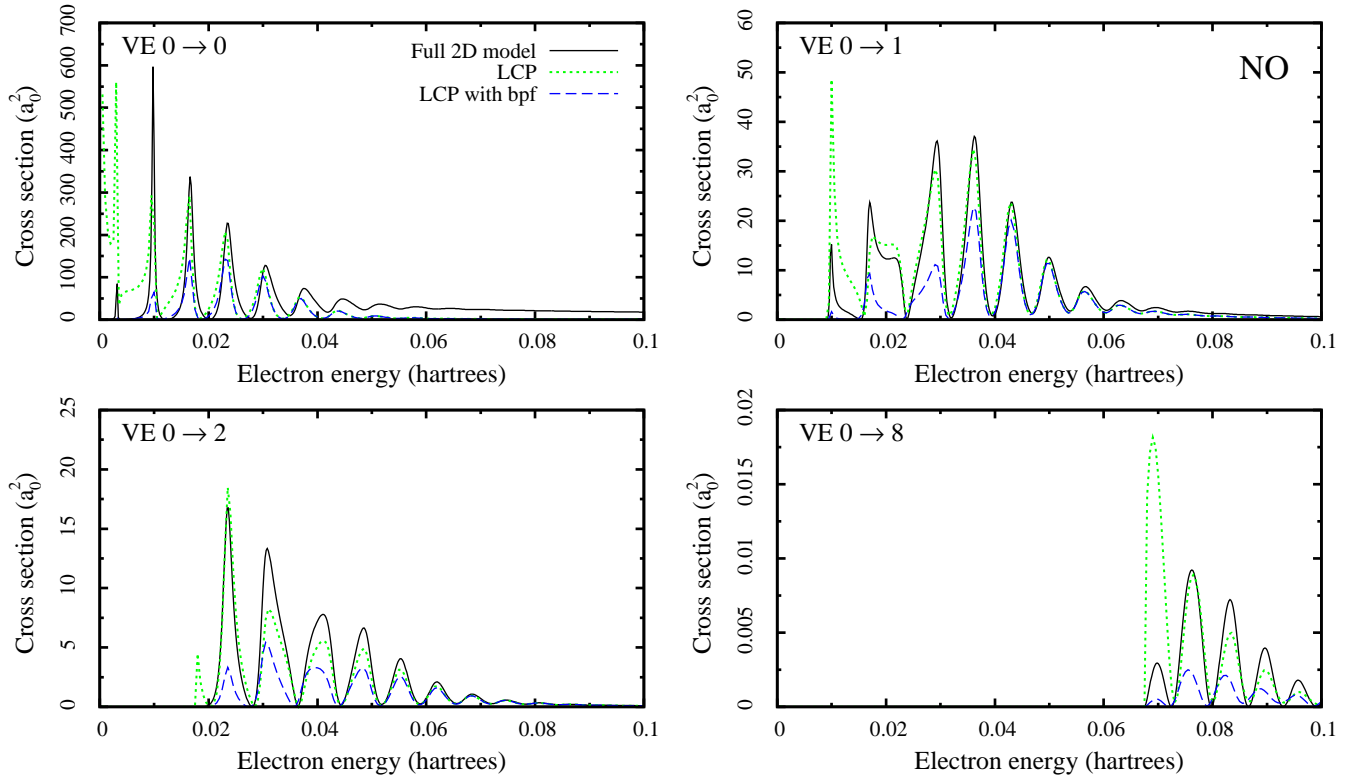 VE 0 → 0
Full 2D model
LCP
LCP with bpf
Cross section (a₀²)
0 100 200 300 400 500 600 700
0 0.02 0.04 0.06 0.08 0.1
Electron energy (hartrees)
VE 0 → 1
NO
Cross section (a₀²)
0 10 20 30 40 50 60
0 0.02 0.04 0.06 0.08 0.1
Electron energy (hartrees)
VE 0 → 2
Cross section (a₀²)
0 5 10 15 20 25
0 0.02 0.04 0.06 0.08 0.1
Electron energy (hartrees)
VE 0 → 8
Cross section (a₀²)
0 0.005 0.01 0.015 0.02
0 0.02 0.04 0.06 0.08 0.1
Electron energy (hartrees)